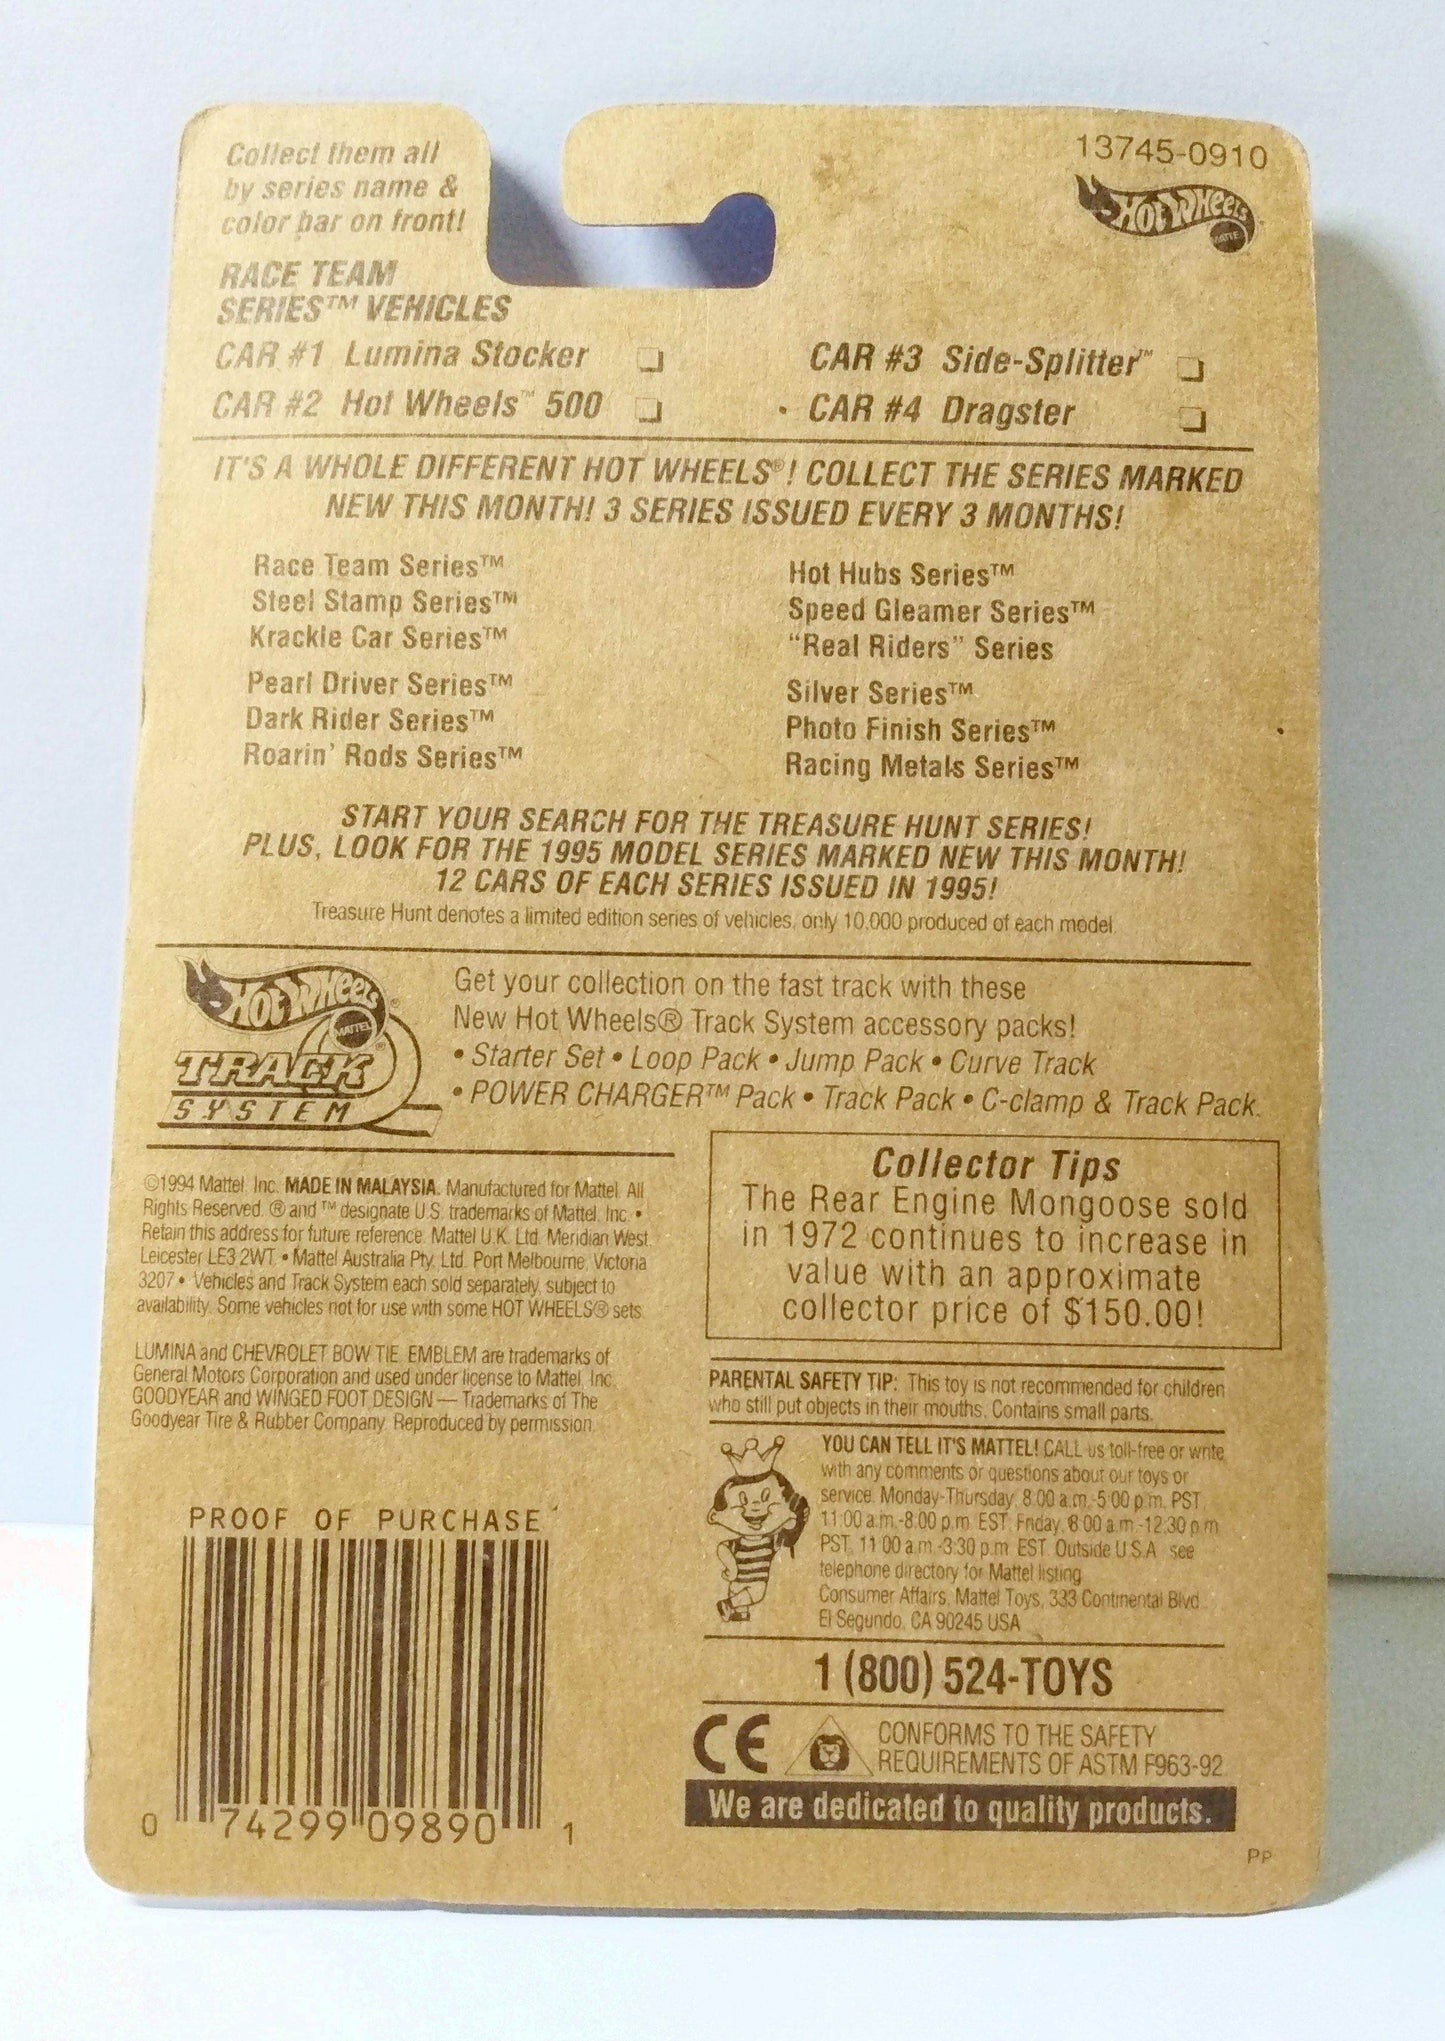 Collect them all
by series name &
color bar on front!
13745-0910
HOT WHEELS
MATTEL
RACE TEAM
SERIES™ VEHICLES
CAR #1 Lumina Stocker
CAR #2 Hot Wheels™ 500
CAR #3 Side-Splitter™
CAR #4 Dragster
IT'S A WHOLE DIFFERENT HOT WHEELS®! COLLECT THE SERIES MARKED
NEW THIS MONTH! 3 SERIES ISSUED EVERY 3 MONTHS!
Race Team Series™
Steel Stamp Series™
Krackle Car Series™
Pearl Driver Series™
Dark Rider Series™
Roarin' Rods Series™
Hot Hubs Series™
Speed Gleamer Series™
"Real Riders" Series
Silver Series™
Photo Finish Series™
Racing Metals Series™
START YOUR SEARCH FOR THE TREASURE HUNT SERIES!
PLUS, LOOK FOR THE 1995 MODEL SERIES MARKED NEW THIS MONTH!
12 CARS OF EACH SERIES ISSUED IN 1995!
Treasure Hunt denotes a limited edition series of vehicles, only 10,000 produced of each model.
HOT WHEELS®
MATTEL
TRACK®
SYSTEM
Get your collection on the fast track with these
New Hot Wheels® Track System accessory packs!
• Starter Set • Loop Pack • Jump Pack • Curve Track
• POWER CHARGER™ Pack • Track Pack • C-clamp & Track Pack.
©1994 Mattel, Inc. MADE IN MALAYSIA. Manufactured for Mattel. All
Rights Reserved. ® and ™ designate U.S. trademarks of Mattel, Inc. •
Retain this address for future reference: Mattel U.K. Ltd. Meridian West,
Leicester LE3 2WT. • Mattel Australia Pty. Ltd. Port Melbourne, Victoria
3207 • Vehicles and Track System each sold separately, subject to
availability. Some vehicles not for use with some HOT WHEELS® sets.
LUMINA and CHEVROLET BOW TIE EMBLEM are trademarks of
General Motors Corporation and used under license to Mattel, Inc.
GOODYEAR and WINGED FOOT DESIGN — Trademarks of The
Goodyear Tire & Rubber Company. Reproduced by permission.
PROOF OF PURCHASE
0 74299 09890 1
Collector Tips
The Rear Engine Mongoose sold
in 1972 continues to increase in
value with an approximate
collector price of $150.00!
PARENTAL SAFETY TIP: This toy is not recommended for children
who still put objects in their mouths. Contains small parts.
YOU CAN TELL IT'S MATTEL! CALL us toll-free or write
with any comments or questions about our toys or
service. Monday-Thursday, 8:00 a.m.-5:00 p.m. PST,
11:00 a.m.-8:00 p.m. EST. Friday, 8:00 a.m.-12:30 p.m.
PST, 11:00 a.m.-3:30 p.m. EST. Outside U.S.A. see
telephone directory for Mattel listing.
Consumer Affairs, Mattel Toys, 333 Continental Blvd.,
El Segundo, CA 90245 USA
1 (800) 524-TOYS
CE
CONFORMS TO THE SAFETY
REQUIREMENTS OF ASTM F963-92
We are dedicated to quality products.
PP